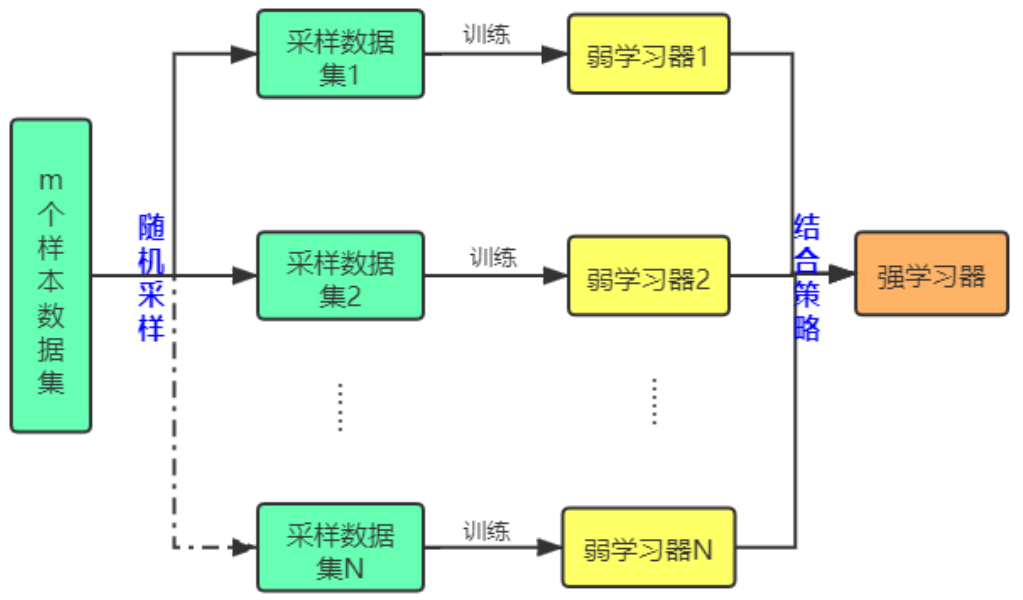 m个样本数据集
随机采样
采样数据
集1
训练
弱学习器1
采样数据
集2
训练
弱学习器2
采样数据
集N
训练
弱学习器N
结合策略
强学习器